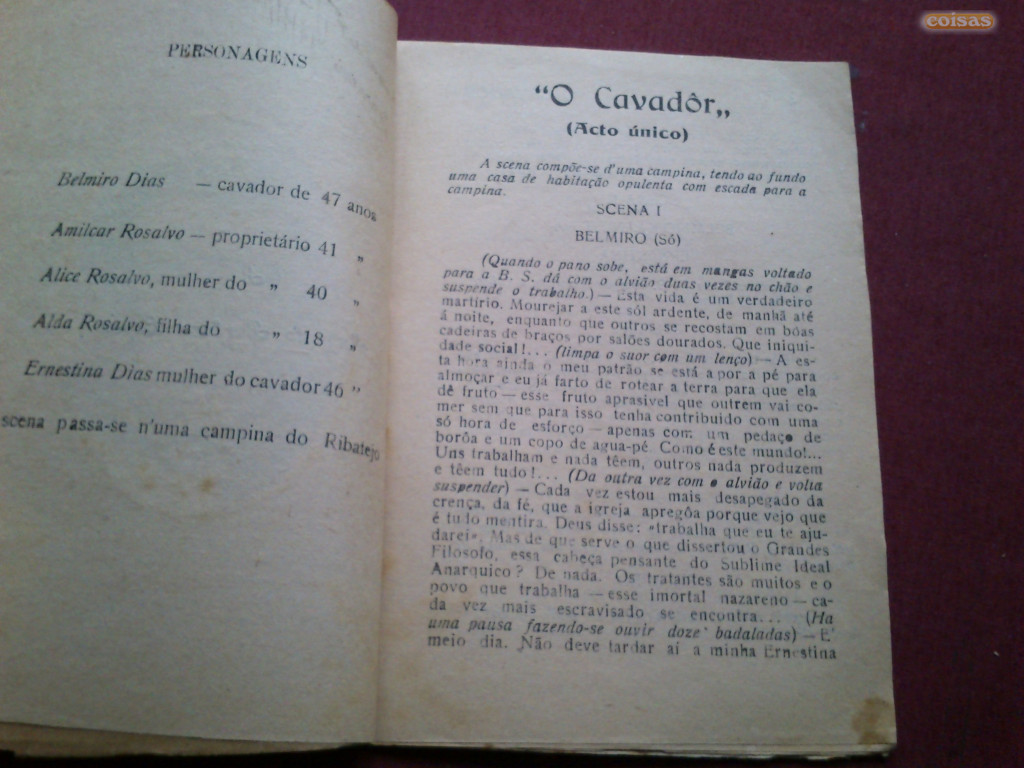 PERSONAGENS
Belmiro Dias — cavador de 47 anos
Amilcar Rosalvo — proprietário 41 „
Alice Rosalvo, mulher do „ 40 „
Alda Rosalvo, filha do „ 18 „
Ernestina Dias mulher do cavador 46 „
scena passa-se n'uma campina do Ribatejo
“O Cavadôr„
(Acto único)
A scena compõe-se d'uma campina, tendo ao fundo
uma casa de habitação opulenta com escada para a
campina.
SCENA I
BELMIRO (Só)
(Quando o pano sobe, está em mangas voltado
para a B. S. dá com o alvião duas vezes no chão e
suspende o trabalho.) — Esta vida é um verdadeiro
martírio. Mourejar a este sól ardente, de manhã até
á noite, enquanto que outros se recostam em bôas
cadeiras de braços por salões dourados. Que iniqui-
dade social!... (limpa o suor com um lenço) — A es-
ta hora ainda o meu patrão se está a por a pé para
almoçar e eu já farto de rotear a terra para que ela
dê fruto — esse fruto aprasivel que outrem vai co-
mer sem que para isso tenha contribuido com uma
só hora de esforço — apenas com um pedaço de
borôa e um copo de agua-pé. Como é este mundo!...
Uns trabalham e nada têem, outros nada produzem
e têem tudo!... (Da outra vez com o alvião e volta
suspender) — Cada vez estou mais desapegado da
crença, da fé, que a igreja apregôa porque vejo que
é tudo mentira. Deus disse: «trabalha que eu te aju-
darei». Mas de que serve o que dissertou o Grandes
Filosofo, essa cabeça pensante do Sublime Ideal
Anarquico? De nada. Os tratantes são muitos e o
povo que trabalha — esse imortal nazareno — ca-
da vez mais escravisado se encontra... (Ha
uma pausa fazendo-se ouvir doze badaladas) — E'
meio dia. Não deve tardar aí a minha Ernestina
coisas